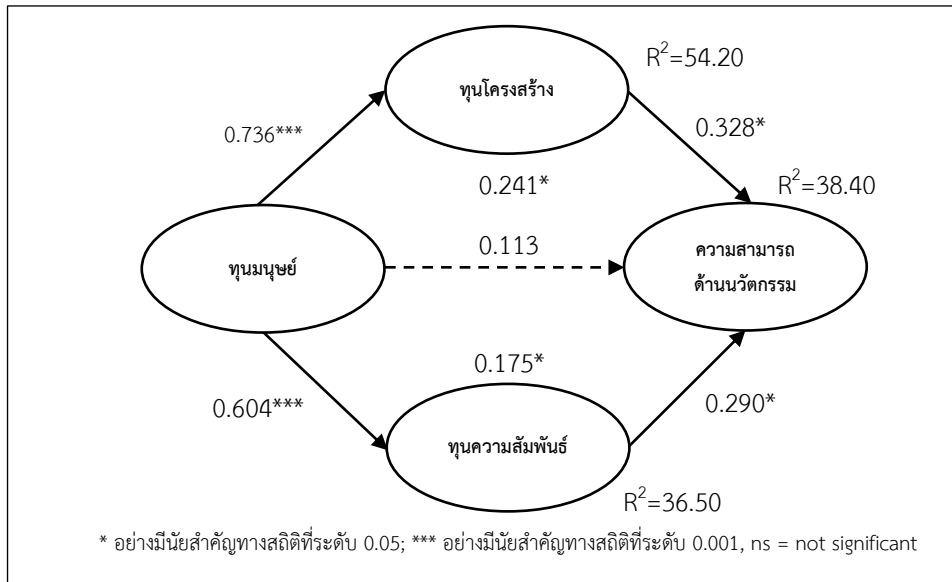 R²=54.20
ทุนโครงสร้าง
0.736***
0.328*
0.241*
R²=38.40
ทุนมนุษย์
0.113
ความสามารถ
ด้านนวัตกรรม
0.175*
0.604***
0.290*
ทุนความสัมพันธ์
R²=36.50
* อย่างมีนัยสำคัญทางสถิติที่ระดับ 0.05; *** อย่างมีนัยสำคัญทางสถิติที่ระดับ 0.001, ns = not significant